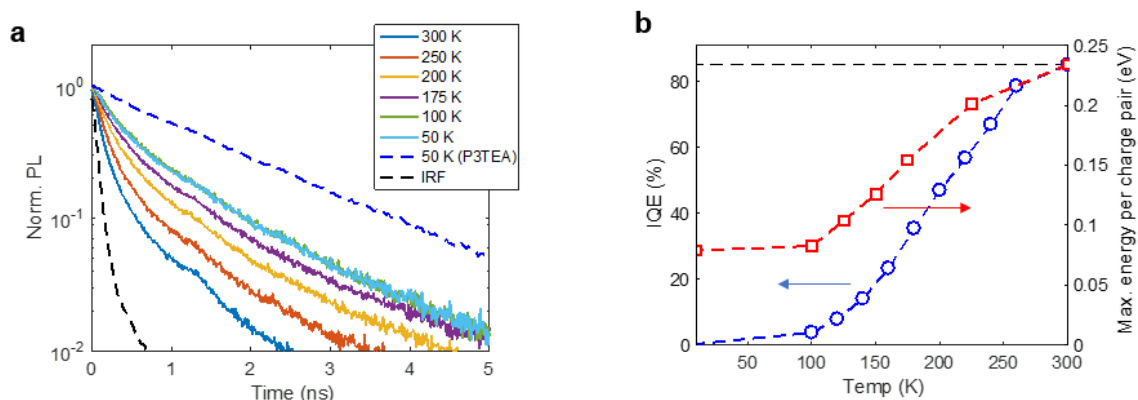 a
300 K
250 K
200 K
175 K
100 K
50 K
50 K (P3TEA)
IRF
Norm. PL
10^0
10^-1
10^-2
0
1
2
3
4
5
Time (ns)
b
IQE (%)
80
60
40
20
0
50
100
150
200
250
300
Temp (K)
0.25
0.2
0.15
0.1
0.05
0
Max. energy per charge pair (eV)